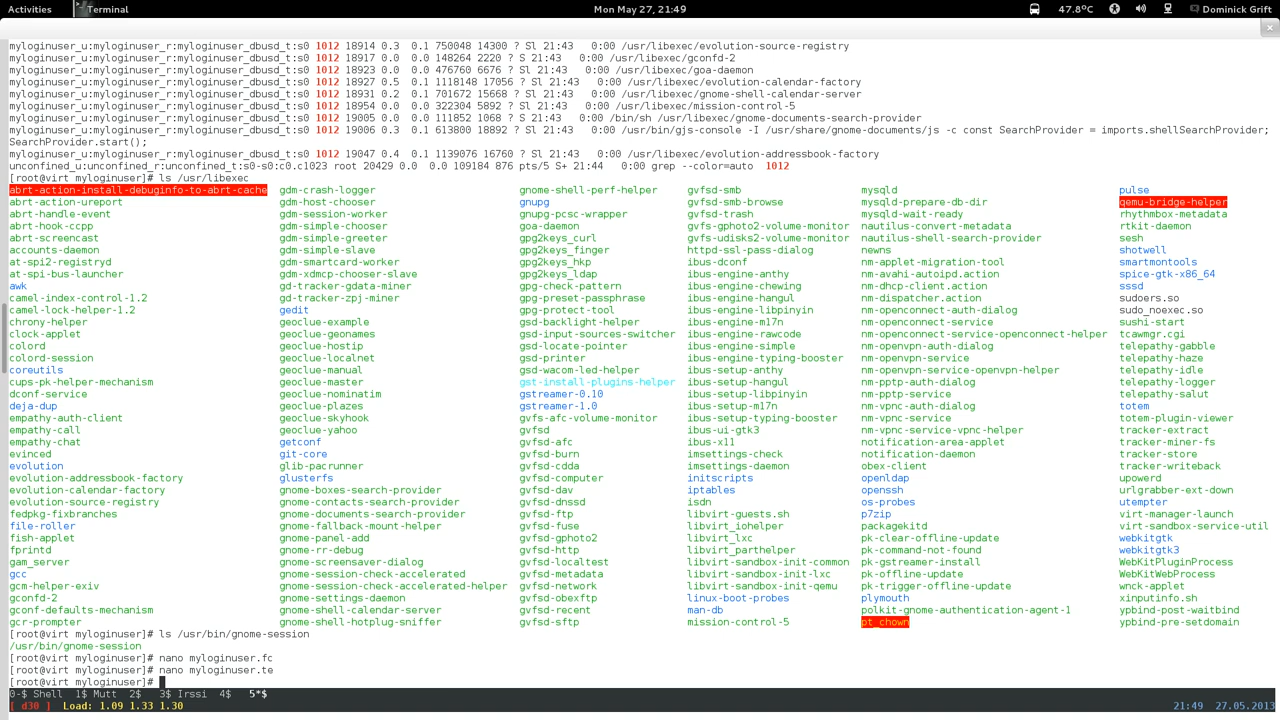 Activities Terminal Mon May 27, 21:49 47.8°C Dominick Grift
myloginuser_u:myloginuser_r:myloginuser_dbusd_t:s0 1012 18914 0.3 0.1 750048 14300 ? Sl 21:43 0:00 /usr/libexec/evolution-source-registry
myloginuser_u:myloginuser_r:myloginuser_dbusd_t:s0 1012 18917 0.0 0.0 148264 2220 ? S 21:43 0:00 /usr/libexec/gconfd-2
myloginuser_u:myloginuser_r:myloginuser_dbusd_t:s0 1012 18923 0.0 0.0 476760 6676 ? Sl 21:43 0:00 /usr/libexec/goa-daemon
myloginuser_u:myloginuser_r:myloginuser_dbusd_t:s0 1012 18927 0.5 0.0 1118148 17056 ? Sl 21:43 0:00 /usr/libexec/evolution-calendar-factory
myloginuser_u:myloginuser_r:myloginuser_dbusd_t:s0 1012 18931 0.2 0.0 701672 15668 ? Sl 21:43 0:00 /usr/libexec/gnome-shell-calendar-server
myloginuser_u:myloginuser_r:myloginuser_dbusd_t:s0 1012 18954 0.0 0.0 322304 5892 ? Sl 21:43 0:00 /usr/libexec/mission-control-5
myloginuser_u:myloginuser_r:myloginuser_dbusd_t:s0 1012 19005 0.0 0.0 111852 1068 ? S 21:43 0:00 /bin/sh /usr/libexec/gnome-documents-search-provider
myloginuser_u:myloginuser_r:myloginuser_dbusd_t:s0 1012 19006 0.3 0.1 613800 18892 ? Sl 21:43 0:00 /usr/bin/gjs-console -I /usr/share/gnome-documents/js -c const SearchProvider = imports.shellSearchProvider;
SearchProvider.start();
myloginuser_u:myloginuser_r:myloginuser_dbusd_t:s0 1012 19047 0.4 0.1 1139076 16760 ? Sl 21:43 0:00 /usr/libexec/evolution-addressbook-factory
unconfined_u:unconfined_r:unconfined_t:s0-s0:c0.c1023 root 20429 0.0 0.0 109184 876 pts/5 S+ 21:44 0:00 grep --color=auto 1012
[root@virt myloginuser]# ls /usr/libexec
abrt-action-install-debuginfo-to-abrt-cache gdm-crash-logger gnome-shell-perf-helper gvfsd-smb mysqld pulse
abrt-action-ureport gdm-host-chooser gnupg gvfsd-smb-browse mysqld-prepare-db-dir qemu-bridge-helper
abrt-handle-event gdm-session-worker gnupg-pcsc-wrapper gvfsd-trash mysqld-wait-ready rhythmbox-metadata
abrt-hook-ccpp gdm-simple-chooser goa-daemon gvfs-gphoto2-volume-monitor nautilus-convert-metadata rtkit-daemon
abrt-screencast gdm-simple-greeter gpg2keys_curl gvfs-udisks2-volume-monitor nautilus-shell-search-provider sesh
accounts-daemon gdm-simple-slave gpg2keys_finger httpd-ssl-pass-dialog newns shotwell
at-spi2-registryd gdm-smartcard-worker gpg2keys_hkp ibus-dconf nm-applet-migration-tool smartmontools
at-spi-bus-launcher gdm-xdmcp-chooser-slave gpg2keys_ldap ibus-engine-anthy nm-avahi-autoipd.action spice-gtk-x86_64
awk gd-tracker-gdata-miner gpg-check-pattern ibus-engine-chewing nm-dhcp-client.action sssd
camel-index-control-1.2 gd-tracker-zpj-miner gpg-preset-passphrase ibus-engine-hangul nm-dispatcher.action sudoers.so
camel-lock-helper-1.2 gedit gpg-protect-tool ibus-engine-libpinyin nm-openconnect-auth-dialog sudo_noexec.so
chrony-helper geoclue-example gsd-backlight-helper ibus-engine-m17n nm-openconnect-service sushi-start
clock-applet geoclue-geonames gsd-input-sources-switcher ibus-engine-rawcode nm-openconnect-service-openconnect-helper tcawmgr.cgi
colord geoclue-hostip gsd-locate-pointer ibus-engine-simple nm-openvpn-auth-dialog telepathy-gabble
colord-session geoclue-localnet gsd-printer ibus-engine-typing-booster nm-openvpn-service telepathy-haze
coreutils geoclue-manual gsd-wacom-led-helper ibus-setup-anthy nm-openvpn-service-openvpn-helper telepathy-idle
cups-pk-helper-mechanism geoclue-master gst-install-plugins-helper ibus-setup-hangul nm-pptp-auth-dialog telepathy-logger
dconf-service geoclue-nominatim gstreamer-0.10 ibus-setup-libpinyin nm-pptp-service telepathy-salut
deja-dup geoclue-plazes gstreamer-1.0 ibus-setup-m17n nm-vpnc-auth-dialog totem
empathy-auth-client geoclue-skyhook gvfs-afc-volume-monitor ibus-setup-typing-booster nm-vpnc-service totem-plugin-viewer
empathy-call geoclue-yahoo gvfsd ibus-ui-gtk3 nm-vpnc-service-vpnc-helper tracker-extract
empathy-chat getconf gvfsd-afc ibus-x11 notification-area-applet tracker-miner-fs
evinced git-core gvfsd-burn imsettings-check notification-daemon tracker-store
evolution glib-pacrunner gvfsd-cdda imsettings-daemon obex-client tracker-writeback
evolution-addressbook-factory glusterfs gvfsd-computer initscripts openldap upowerd
evolution-calendar-factory gnome-boxes-search-provider gvfsd-dav iptables openssh urlgrabber-ext-down
evolution-source-registry gnome-contacts-search-provider gvfsd-dnssd isdn os-probes utempter
fedpkg-fixbranches gnome-documents-search-provider gvfsd-ftp libvirt-guests.sh p7zip virt-manager-launch
file-roller gnome-fallback-mount-helper gvfsd-fuse libvirt_iohelper packagekitd virt-sandbox-service-util
fish-applet gnome-panel-add gvfsd-gphoto2 libvirt_lxc pk-clear-offline-update webkitgtk
fprintd gnome-rr-debug gvfsd-http libvirt_parthelper pk-command-not-found webkitgtk3
gam_server gnome-screensaver-dialog gvfsd-localtest libvirt-sandbox-init-common pk-gstreamer-install WebKitPluginProcess
gcc gnome-session-check-accelerated gvfsd-metadata libvirt-sandbox-init-lxc pk-offline-update WebKitWebProcess
gcm-helper-exiv gnome-session-check-accelerated-helper gvfsd-network libvirt-sandbox-init-qemu pk-trigger-offline-update wnck-applet
gconfd-2 gnome-settings-daemon gvfsd-obexftp linux-boot-probes plymouth xinputinfo.sh
gconf-defaults-mechanism gnome-shell-calendar-server gvfsd-recent man-db polkit-gnome-authentication-agent-1 ypbind-post-waitbind
gcr-prompter gnome-shell-hotplug-sniffer gvfsd-sftp mission-control-5 pt_chown ypbind-pre-setdomain
[root@virt myloginuser]# ls /usr/bin/gnome-session
/usr/bin/gnome-session
[root@virt myloginuser]# nano myloginuser.fc
[root@virt myloginuser]# nano myloginuser.te
[root@virt myloginuser]#
0-$ Shell 1$ Mutt 2$ 3$ Irssi 4$ 5*$
[ d30 ] Load: 1.09 1.33 1.30 21:49 27.05.2013